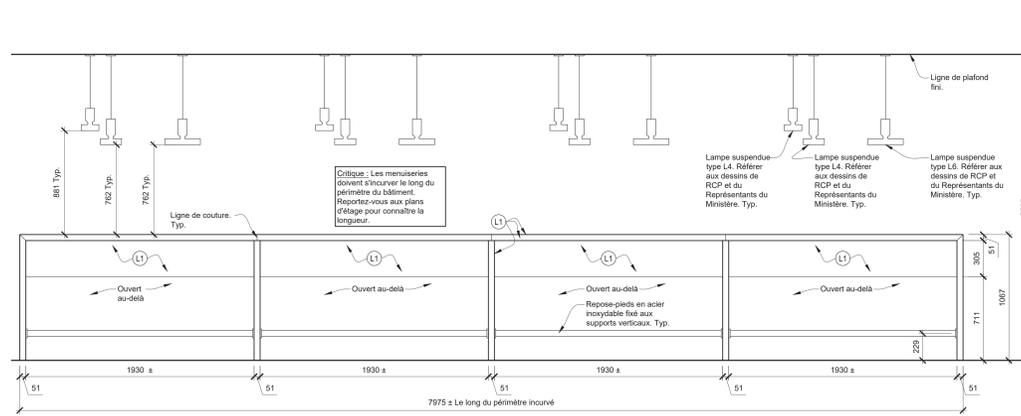 Ligne de plafond
fini.
Lampe suspendue
type L4. Référer
aux dessins de
RCP et du
Représentants du
Ministère. Typ.
Lampe suspendue
type L4. Référer
aux dessins de
RCP et du
Représentants du
Ministère. Typ.
Lampe suspendue
type L6. Référer aux
dessins de RCP et du
Représentants du
Ministère. Typ.
881 Typ.
762 Typ.
762 Typ.
Critique : Les menuiseries
doivent s'incurver le long du
périmètre du bâtiment.
Reportez-vous aux plans
d'étage pour connaître la
longueur.
Ligne de couture.
Typ.
L1
L1
L1
L1
L1
Ouvert
au-delà
Ouvert au-delà
Ouvert au-delà
Ouvert au-delà
Repose-pieds en acier
inoxydable fixé aux
supports verticaux. Typ.
51
305
711
1067
229
1930 ±
1930 ±
1930 ±
1930 ±
51
51
51
51
51
7975 ± Le long du périmètre incurvé